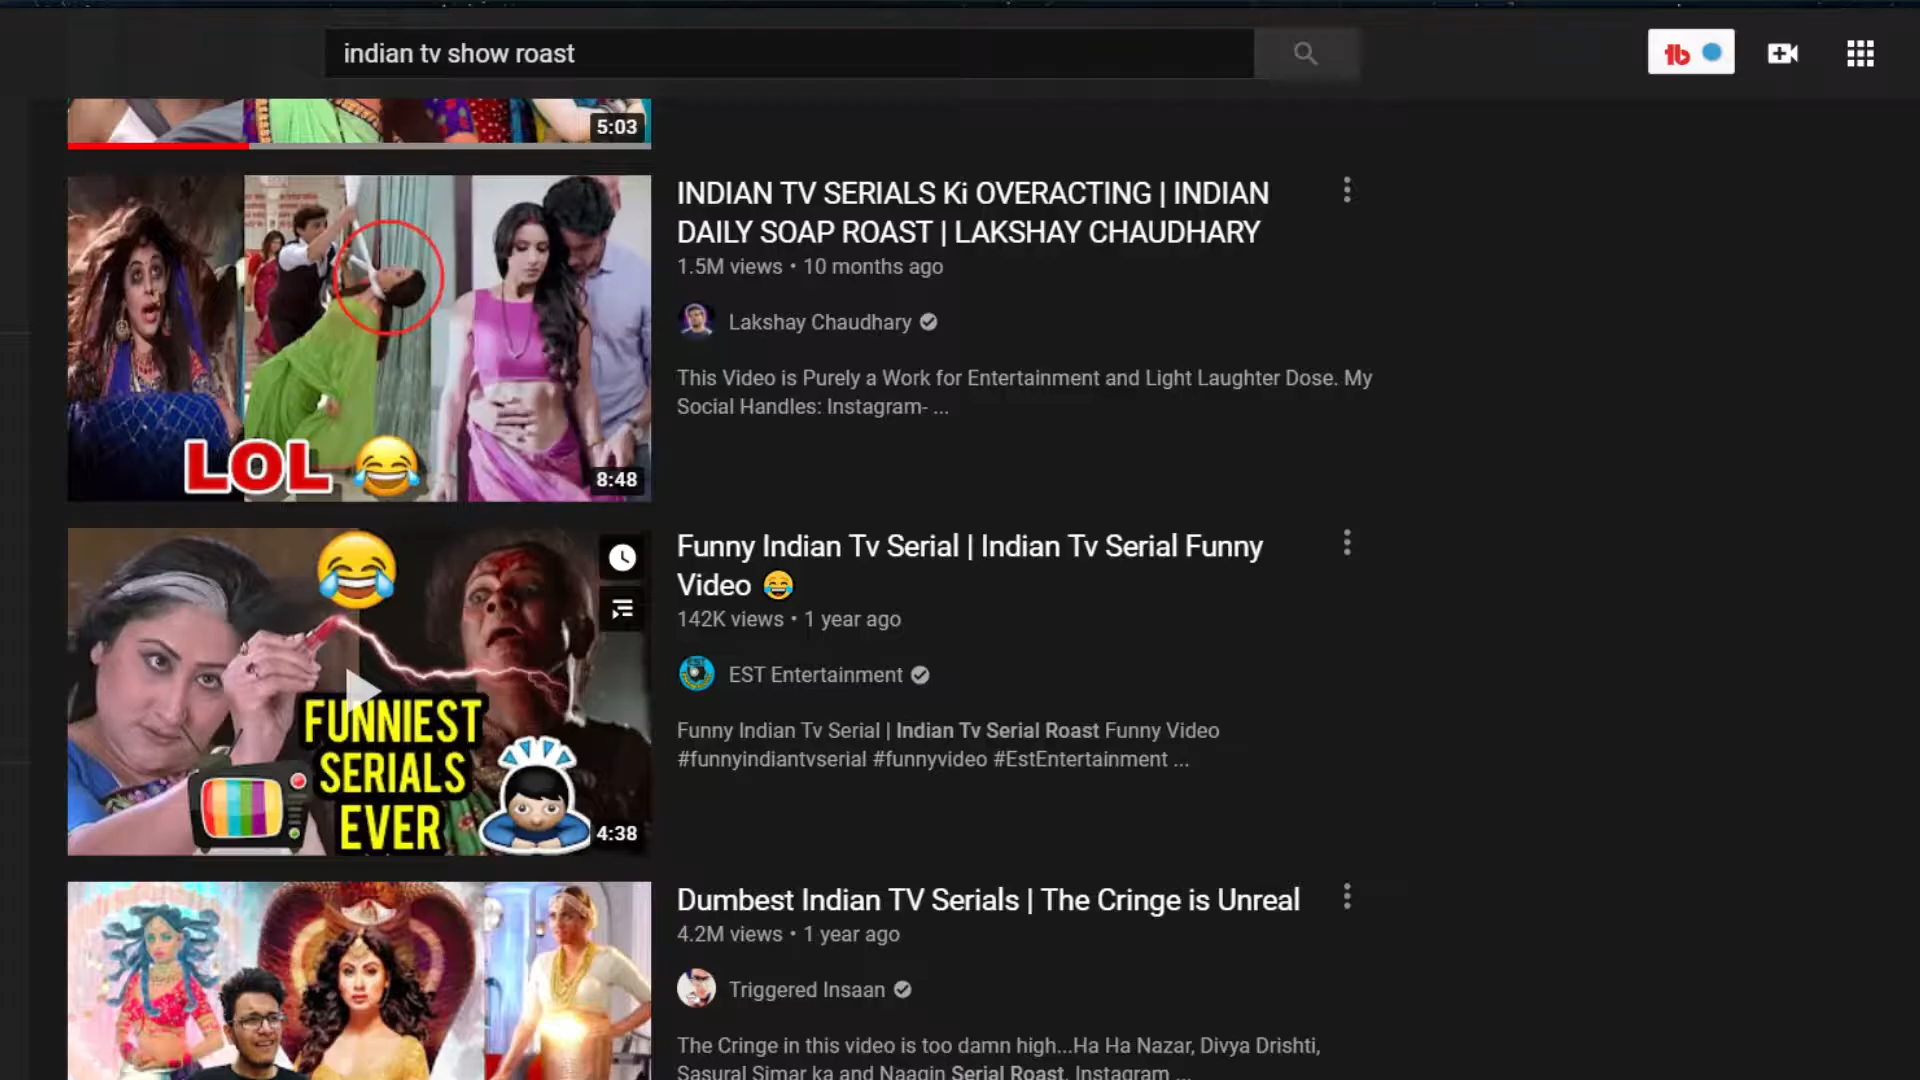 indian tv show roast
5:03
INDIAN TV SERIALS Ki OVERACTING | INDIAN
DAILY SOAP ROAST | LAKSHAY CHAUDHARY
1.5M views • 10 months ago
Lakshay Chaudhary
This Video is Purely a Work for Entertainment and Light Laughter Dose. My
Social Handles: Instagram- ...
LOL
8:48
Funny Indian Tv Serial | Indian Tv Serial Funny
Video 😂
142K views • 1 year ago
EST Entertainment
Funny Indian Tv Serial | Indian Tv Serial Roast Funny Video
#funnyindiantvserial #funnyvideo #EstEntertainment ...
FUNNIEST
SERIALS
EVER
4:38
Dumbest Indian TV Serials | The Cringe is Unreal
4.2M views • 1 year ago
Triggered Insaan
The Cringe in this video is too damn high...Ha Ha Nazar, Divya Drishti,
Sasural Simar ka and Naagin Serial Roast. Instagram ...